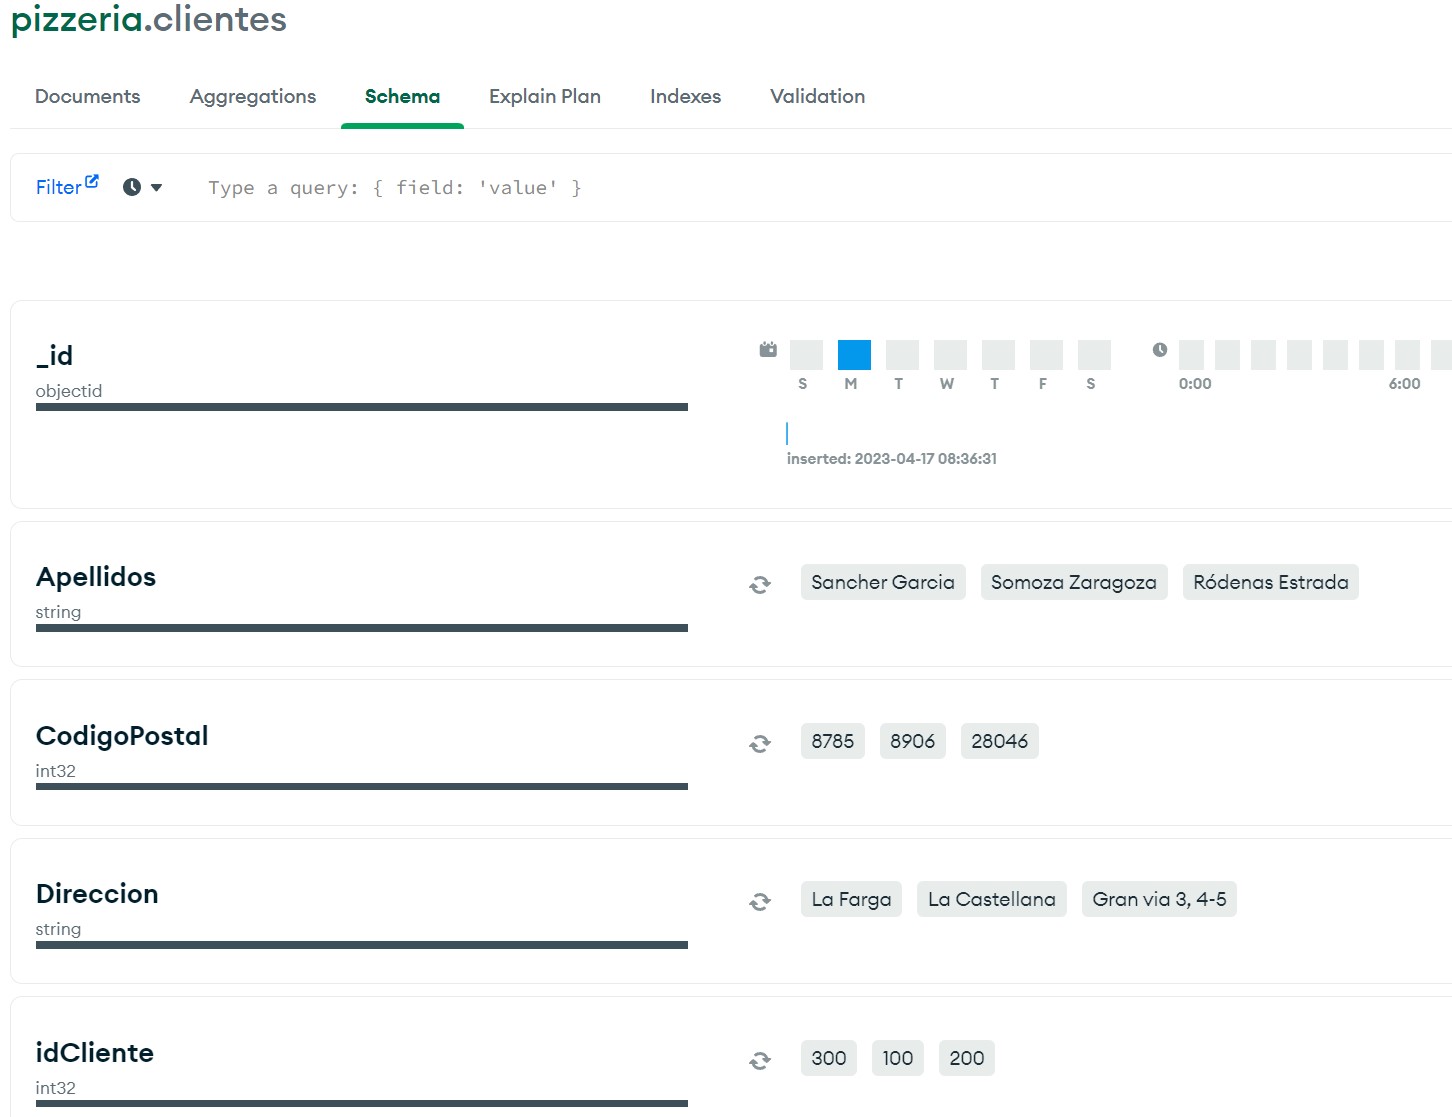 pizzeria.clientes
Documents Aggregations Schema Explain Plan Indexes Validation
Filter Type a query: { field: 'value' }
_id
objectid
S M T W T F S
0:00 6:00
inserted: 2023-04-17 08:36:31
Apellidos
string
Sancher Garcia Somoza Zaragoza Ródenas Estrada
CodigoPostal
int32
8785 8906 28046
Direccion
string
La Farga La Castellana Gran via 3, 4-5
idCliente
int32
300 100 200